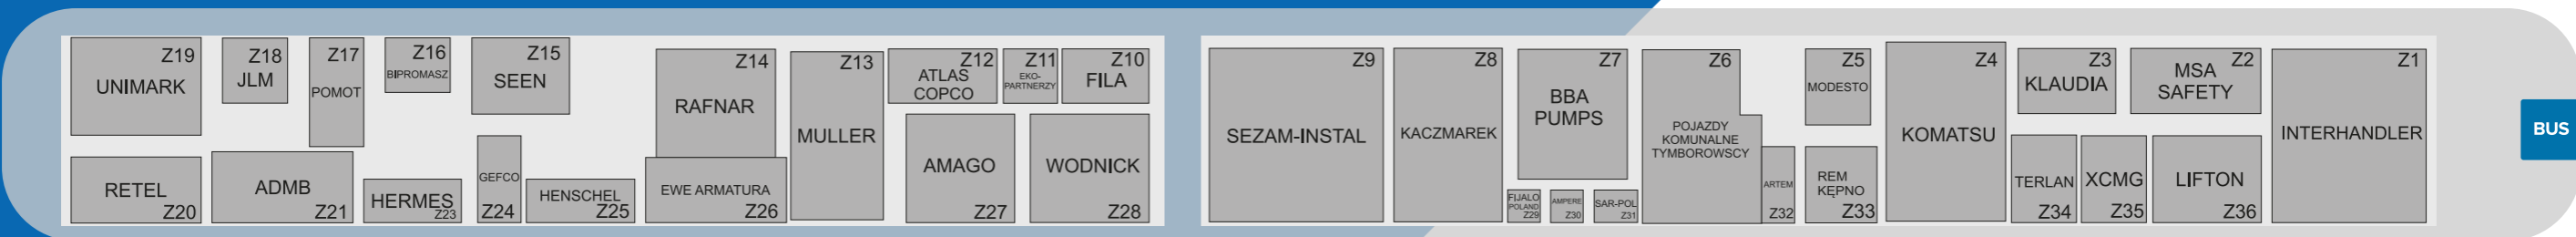 Z19
UNIMARK
Z18
JLM
Z17
POMOT
Z16
BIPROMASZ
Z15
SEEN
Z14
RAFNAR
Z13
MULLER
Z12
ATLAS
COPCO
Z11
EKO-
PARTNERZY
Z10
FILA
Z9
SEZAM-INSTAL
Z8
KACZMAREK
Z7
BBA
PUMPS
Z6
POJAZDY
KOMUNALNE
TYMBOROWSCY
Z5
MODESTO
Z4
KOMATSU
Z3
KLAUDIA
Z2
MSA
SAFETY
Z1
INTERHANDLER
BUS
RETEL
Z20
ADMB
Z21
HERMES
Z23
GEFCO
Z24
HENSCHEL
Z25
EWE ARMATURA
Z26
AMAGO
Z27
WODNICK
Z28
FIJALO
POLAND
Z29
AMPERE
Z30
SAR-POL
Z31
ARTEM
Z32
REM
KĘPNO
Z33
TERLAN
Z34
XCMG
Z35
LIFTON
Z36